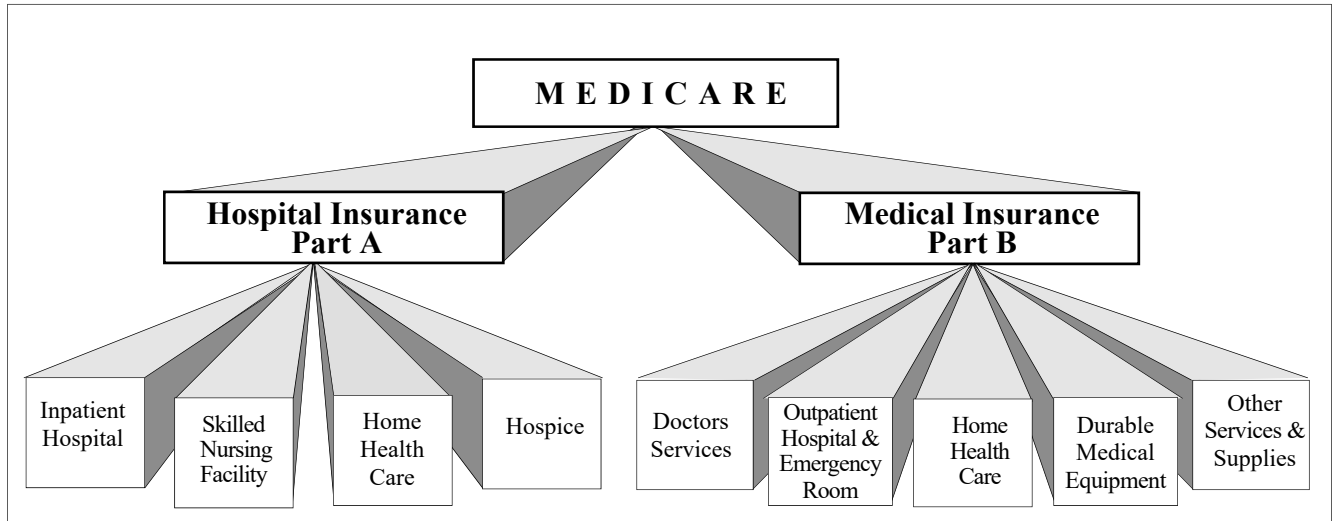 M E D I C A R E
Hospital Insurance
Part A
Medical Insurance
Part B
Inpatient
Hospital
Skilled
Nursing
Facility
Home
Health
Care
Hospice
Doctors
Services
Outpatient
Hospital &
Emergency
Room
Home
Health
Care
Durable
Medical
Equipment
Other
Services &
Supplies